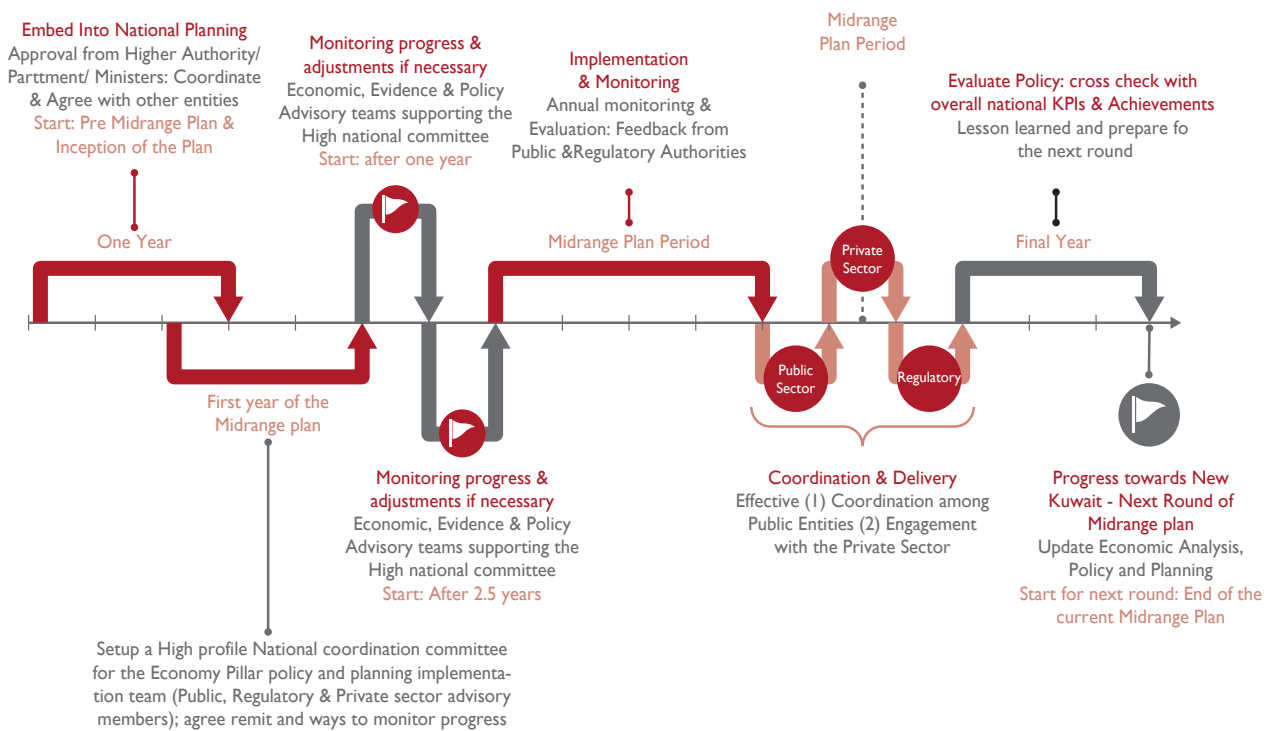 Embed Into National Planning
Approval from Higher Authority/
Parttment/ Ministers: Coordinate
& Agree with other entities
Start: Pre Midrange Plan &
Inception of the Plan
One Year
First year of the
Midrange plan
Setup a High profile National coordination committee
for the Economy Pillar policy and planning implementa-
tion team (Public, Regulatory & Private sector advisory
members); agree remit and ways to monitor progress
Monitoring progress &
adjustments if necessary
Economic, Evidence & Policy
Advisory teams supporting the
High national committee
Start: after one year
Monitoring progress &
adjustments if necessary
Economic, Evidence & Policy
Advisory teams supporting the
High national committee
Start: After 2.5 years
Implementation
& Monitoring
Annual monitorintg &
Evaluation: Feedback from
Public &Regulatory Authorities
Midrange Plan Period
Midrange
Plan Period
Private
Sector
Public
Sector
Regulatory
Coordination & Delivery
Effective (1) Coordination among
Public Entities (2) Engagement
with the Private Sector
Evaluate Policy: cross check with
overall national KPIs & Achievements
Lesson learned and prepare fo
the next round
Final Year
Progress towards New
Kuwait - Next Round of
Midrange plan
Update Economic Analysis,
Policy and Planning
Start for next round: End of the
current Midrange Plan